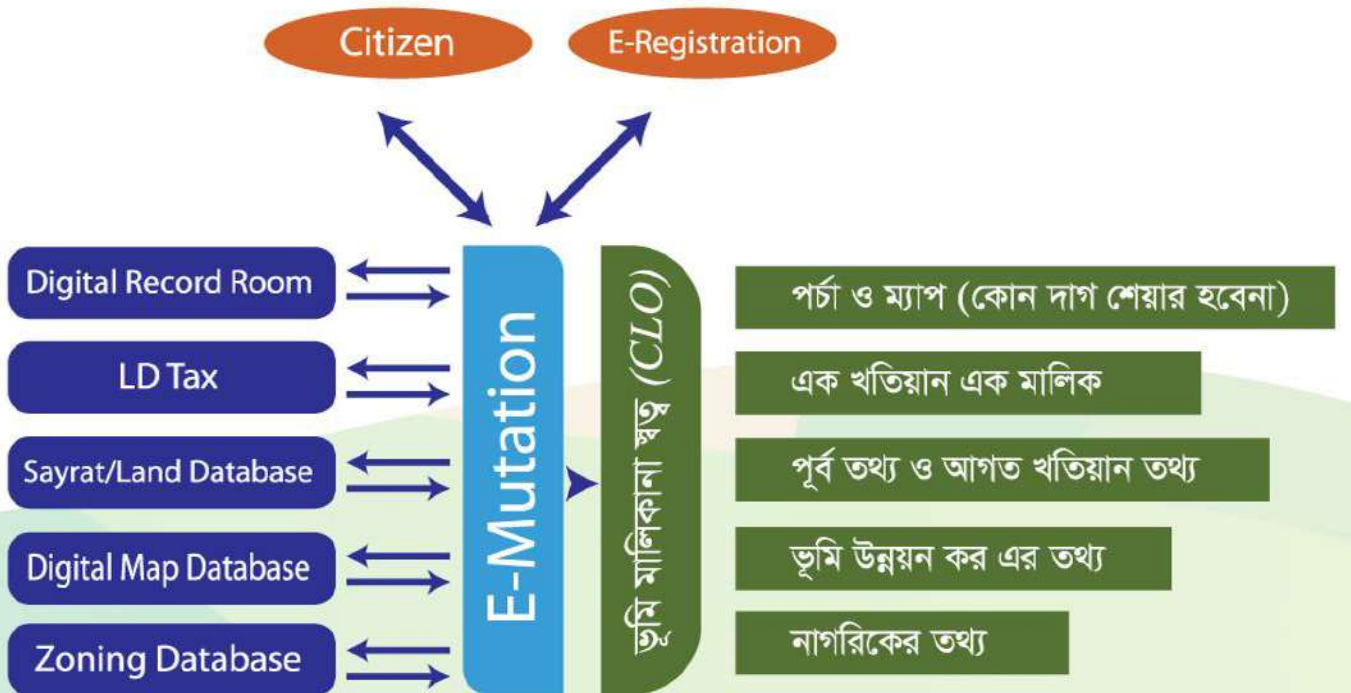 Citizen
E-Registration
Digital Record Room
LD Tax
Sayrat/Land Database
Digital Map Database
Zoning Database
E-Mutation
ভূমি মালিকানা স্বত্ব (CLO)
পর্চা ও ম্যাপ (কোন দাগ শেয়ার হবেনা)
এক খতিয়ান এক মালিক
পূর্ব তথ্য ও আগত খতিয়ান তথ্য
ভূমি উন্নয়ন কর এর তথ্য
নাগরিকের তথ্য